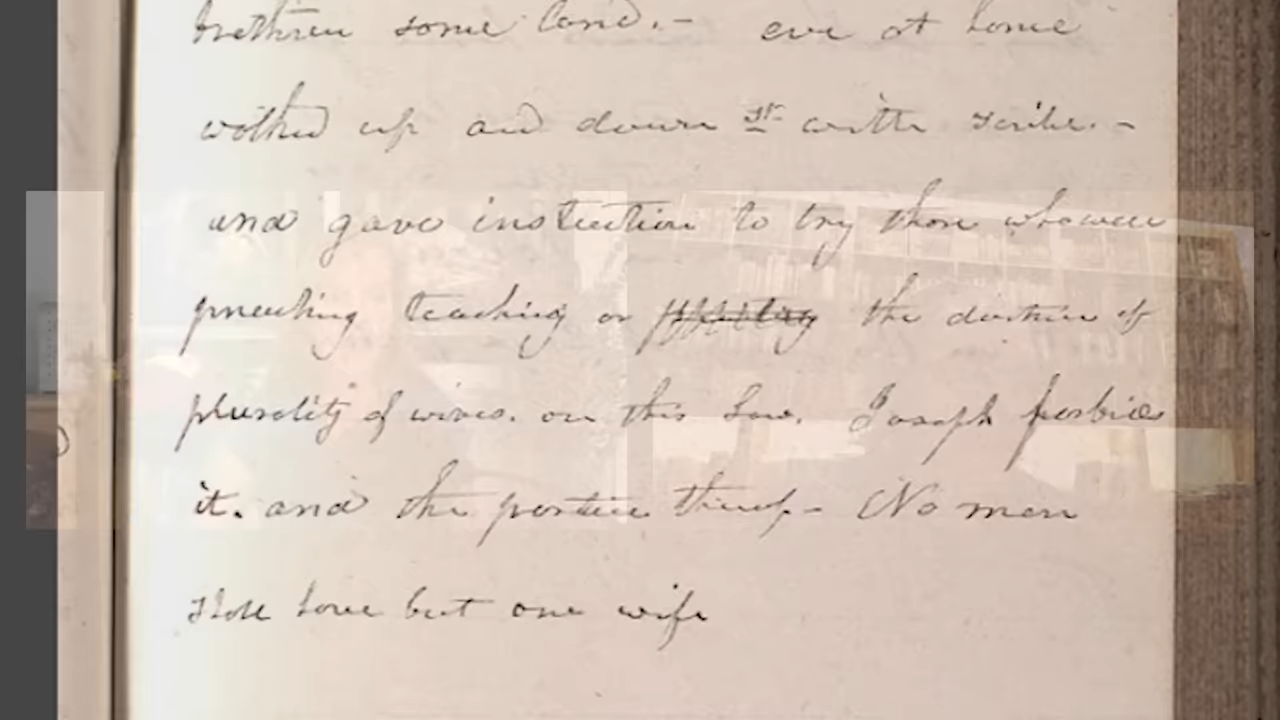 brethren some land.- eve at home
walked up and down St with scribe.-
and gave instruction to try those who were
preaching teaching or the doctrine of
plurality of wives. on this Law. Joseph forbids
it. and the practice thereof- No man
shall have but one wife